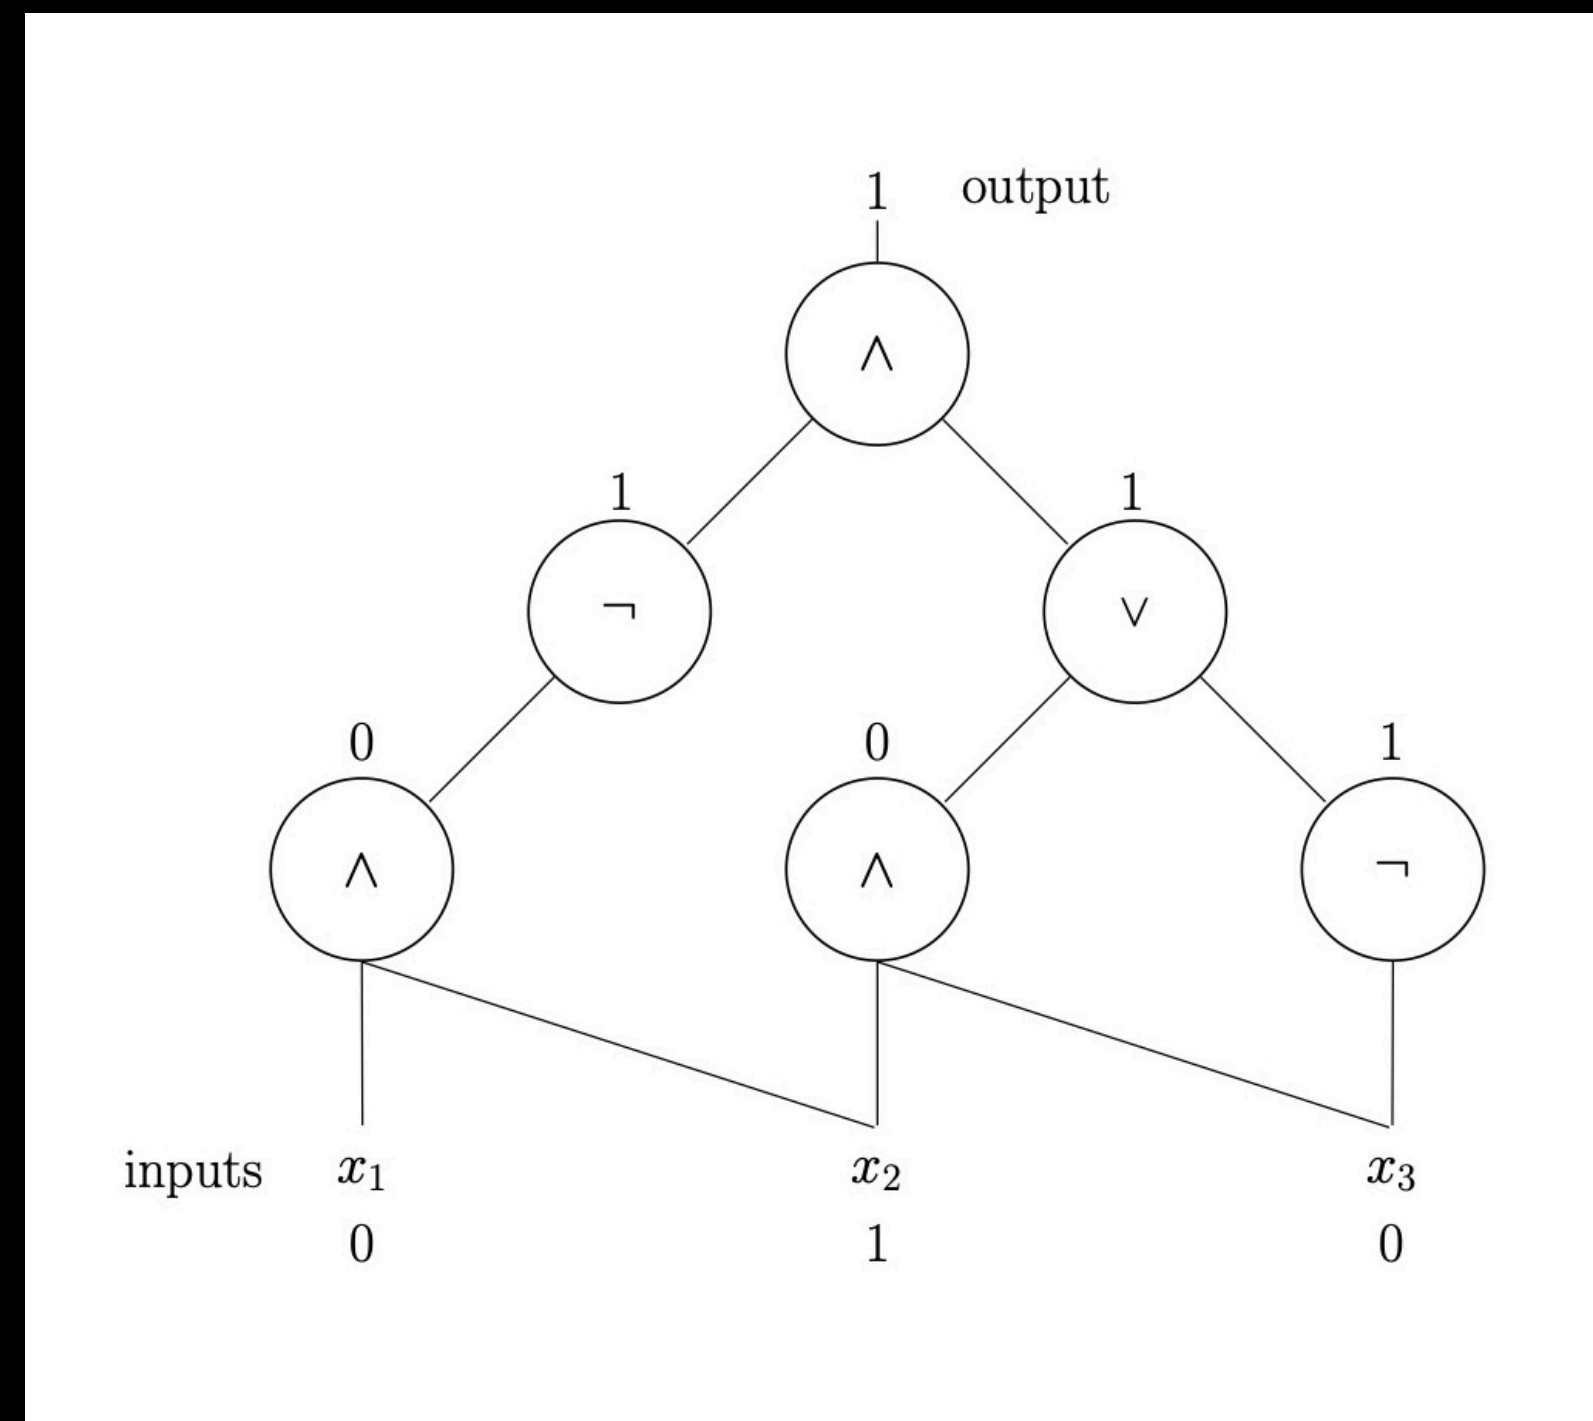 1 output
∧
1 1
¬ ∨
0 0 1
∧ ∧ ¬
inputs x₁ x₂ x₃
0 1 0